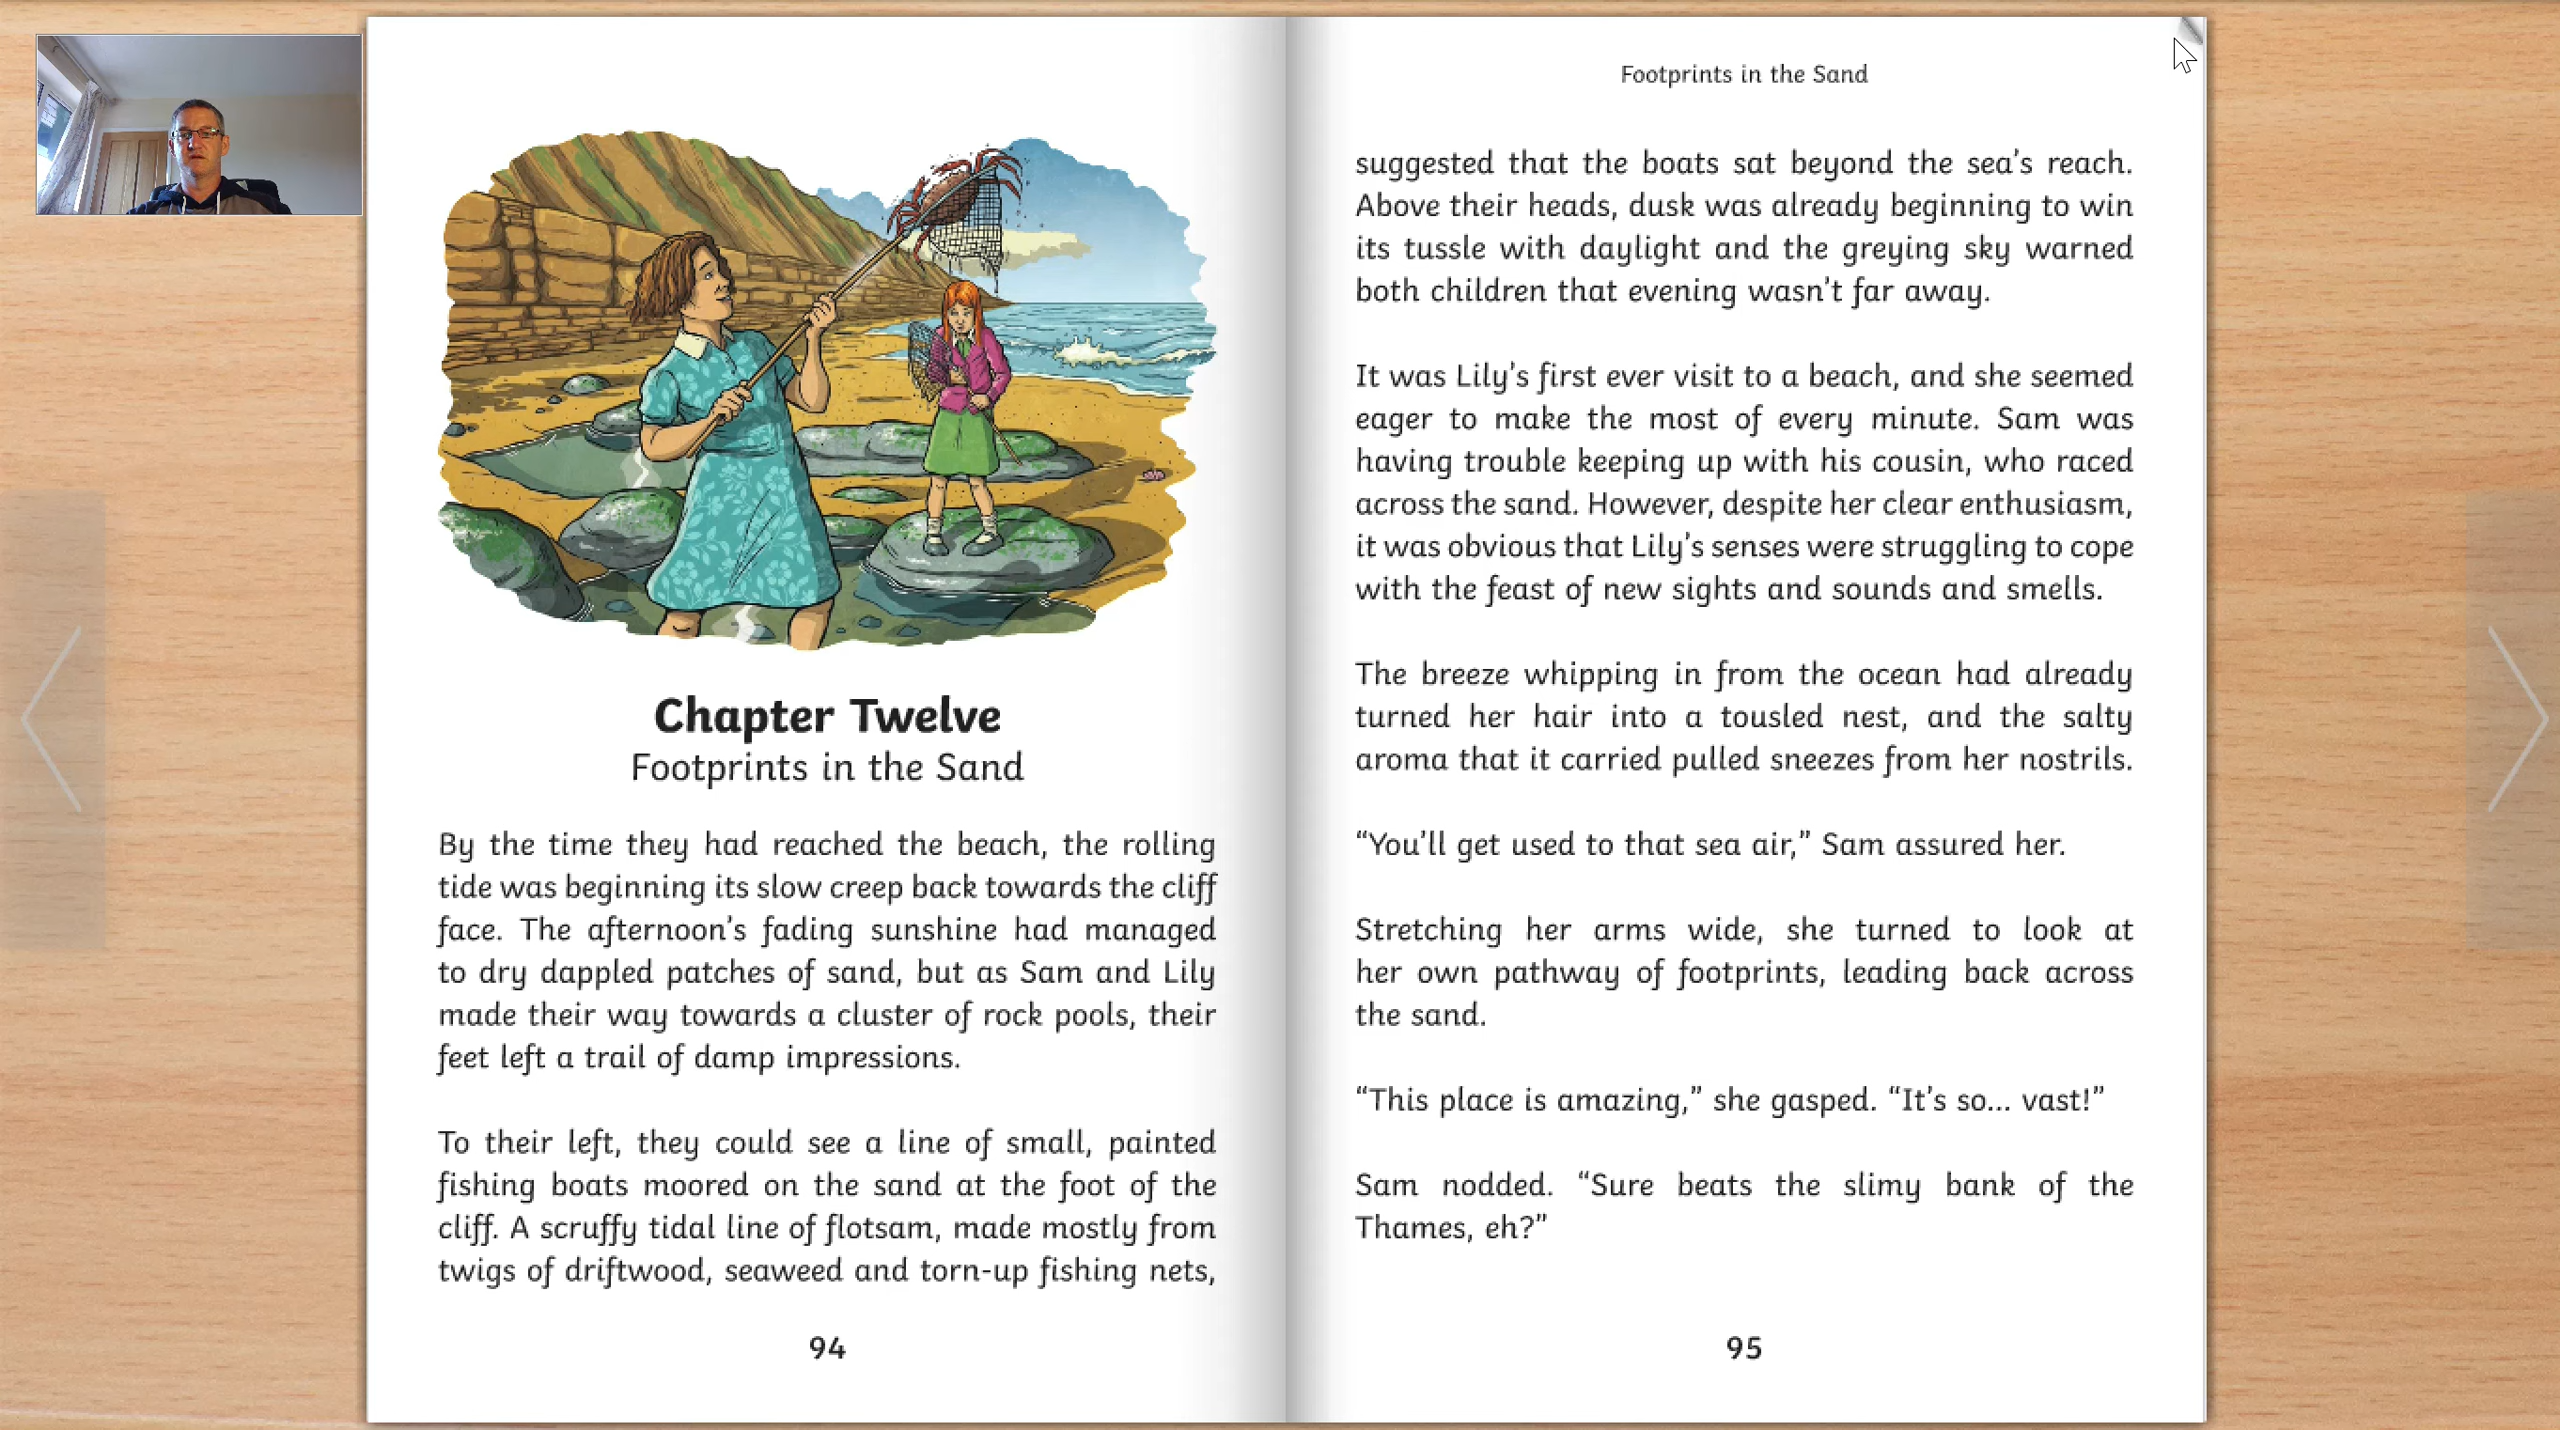 Chapter Twelve
Footprints in the Sand
By the time they had reached the beach, the rolling
tide was beginning its slow creep back towards the cliff
face. The afternoon’s fading sunshine had managed
to dry dappled patches of sand, but as Sam and Lily
made their way towards a cluster of rock pools, their
feet left a trail of damp impressions.
To their left, they could see a line of small, painted
fishing boats moored on the sand at the foot of the
cliff. A scruffy tidal line of flotsam, made mostly from
twigs of driftwood, seaweed and torn-up fishing nets,
94
Footprints in the Sand
suggested that the boats sat beyond the sea’s reach.
Above their heads, dusk was already beginning to win
its tussle with daylight and the greying sky warned
both children that evening wasn’t far away.
It was Lily’s first ever visit to a beach, and she seemed
eager to make the most of every minute. Sam was
having trouble keeping up with his cousin, who raced
across the sand. However, despite her clear enthusiasm,
it was obvious that Lily’s senses were struggling to cope
with the feast of new sights and sounds and smells.
The breeze whipping in from the ocean had already
turned her hair into a tousled nest, and the salty
aroma that it carried pulled sneezes from her nostrils.
“You’ll get used to that sea air,” Sam assured her.
Stretching her arms wide, she turned to look at
her own pathway of footprints, leading back across
the sand.
“This place is amazing,” she gasped. “It’s so... vast!”
Sam nodded. “Sure beats the slimy bank of the
Thames, eh?”
95